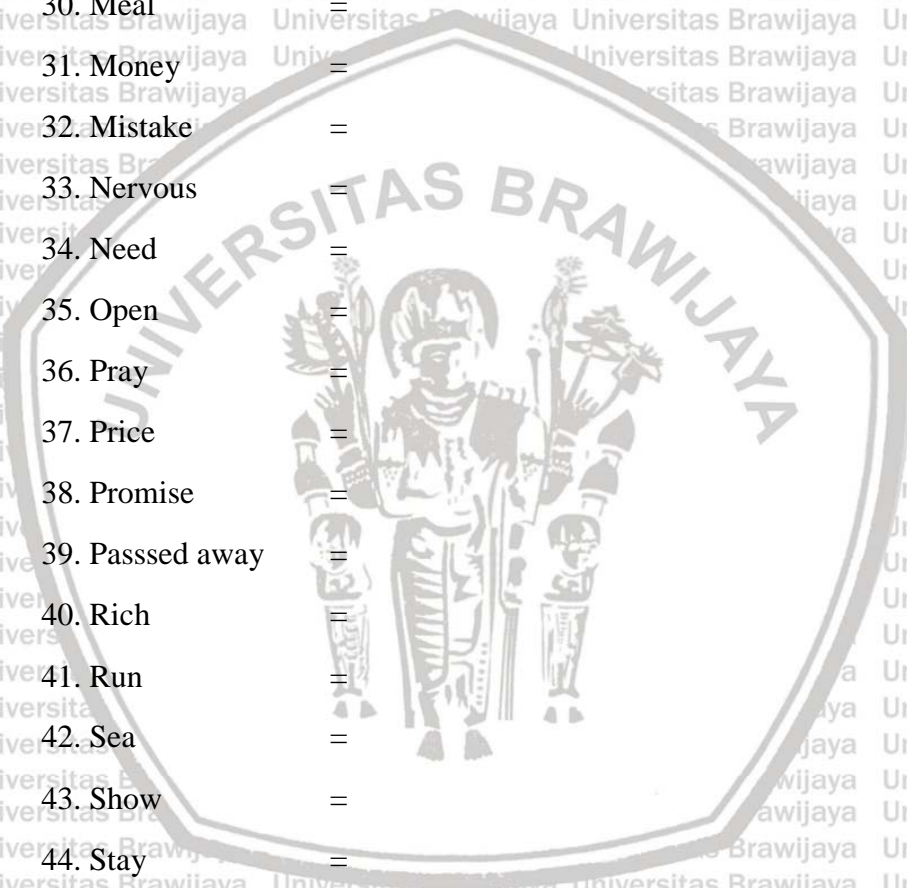 30. Meal =
31. Money =
32. Mistake =
33. Nervous =
34. Need =
35. Open =
36. Pray =
37. Price =
38. Promise =
39. Passsed away =
40. Rich =
41. Run =
42. Sea =
43. Show =
44. Stay =
UNIVERSITAS BRAWIJAYA